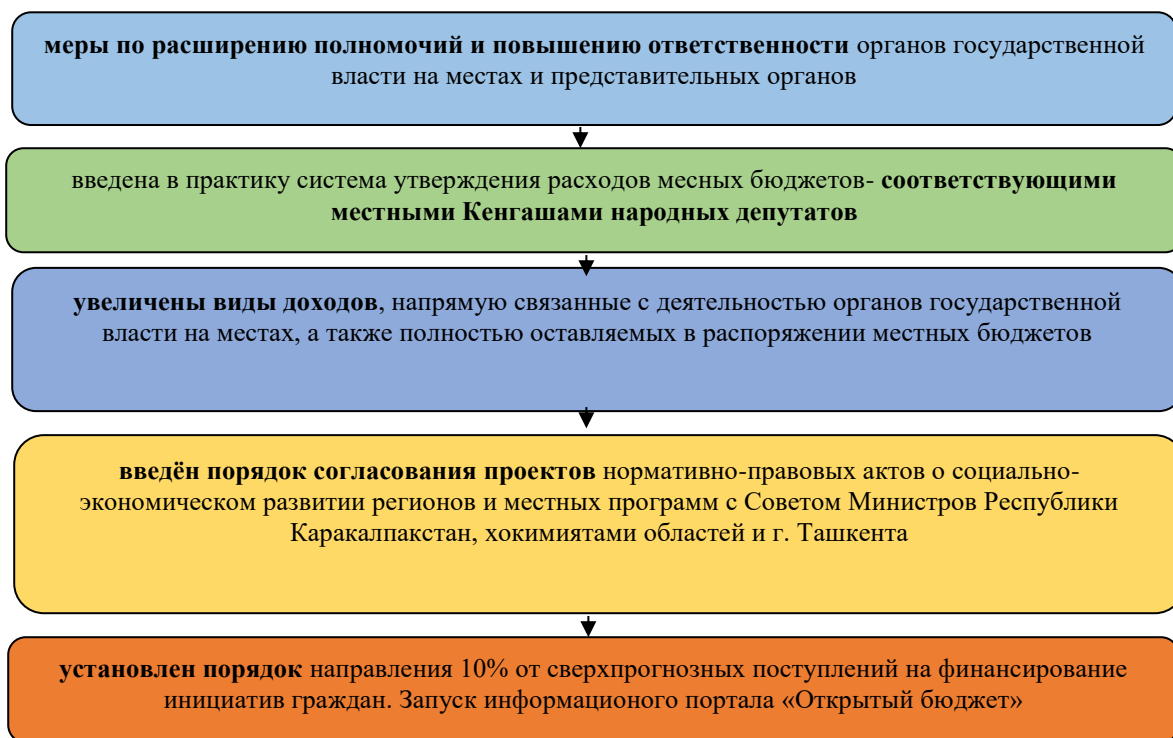 меры по расширению полномочий и повышению ответственности органов государственной
власти на местах и представительных органов
введена в практику система утверждения расходов месных бюджетов- соответствующими
местными Кенгашами народных депутатов
увеличены виды доходов, напрямую связанные с деятельностью органов государственной
власти на местах, а также полностью оставляемых в распоряжении местных бюджетов
введён порядок согласования проектов нормативно-правовых актов о социально-
экономическом развитии регионов и местных программ с Советом Министров Республики
Каракалпакстан, хокимиятами областей и г. Ташкента
установлен порядок направления 10% от сверхпрогнозных поступлений на финансирование
инициатив граждан. Запуск информационого портала «Открытый бюджет»